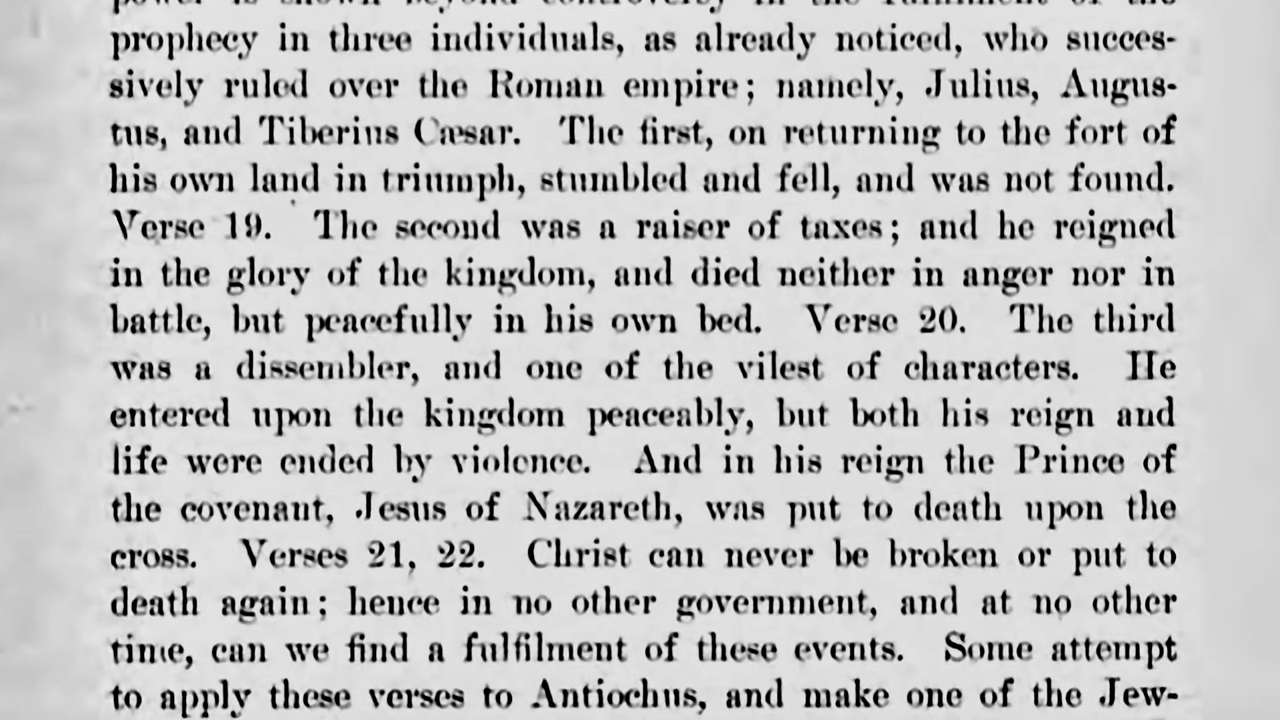 prophecy in three individuals, as already noticed, who succes-
sively ruled over the Roman empire; namely, Julius, Augus-
tus, and Tiberius Cæsar. The first, on returning to the fort of
his own land in triumph, stumbled and fell, and was not found.
Verse 19. The second was a raiser of taxes; and he reigned
in the glory of the kingdom, and died neither in anger nor in
battle, but peacefully in his own bed. Verse 20. The third
was a dissembler, and one of the vilest of characters. He
entered upon the kingdom peaceably, but both his reign and
life were ended by violence. And in his reign the Prince of
the covenant, Jesus of Nazareth, was put to death upon the
cross. Verses 21, 22. Christ can never be broken or put to
death again; hence in no other government, and at no other
time, can we find a fulfilment of these events. Some attempt
to apply these verses to Antiochus, and make one of the Jew-